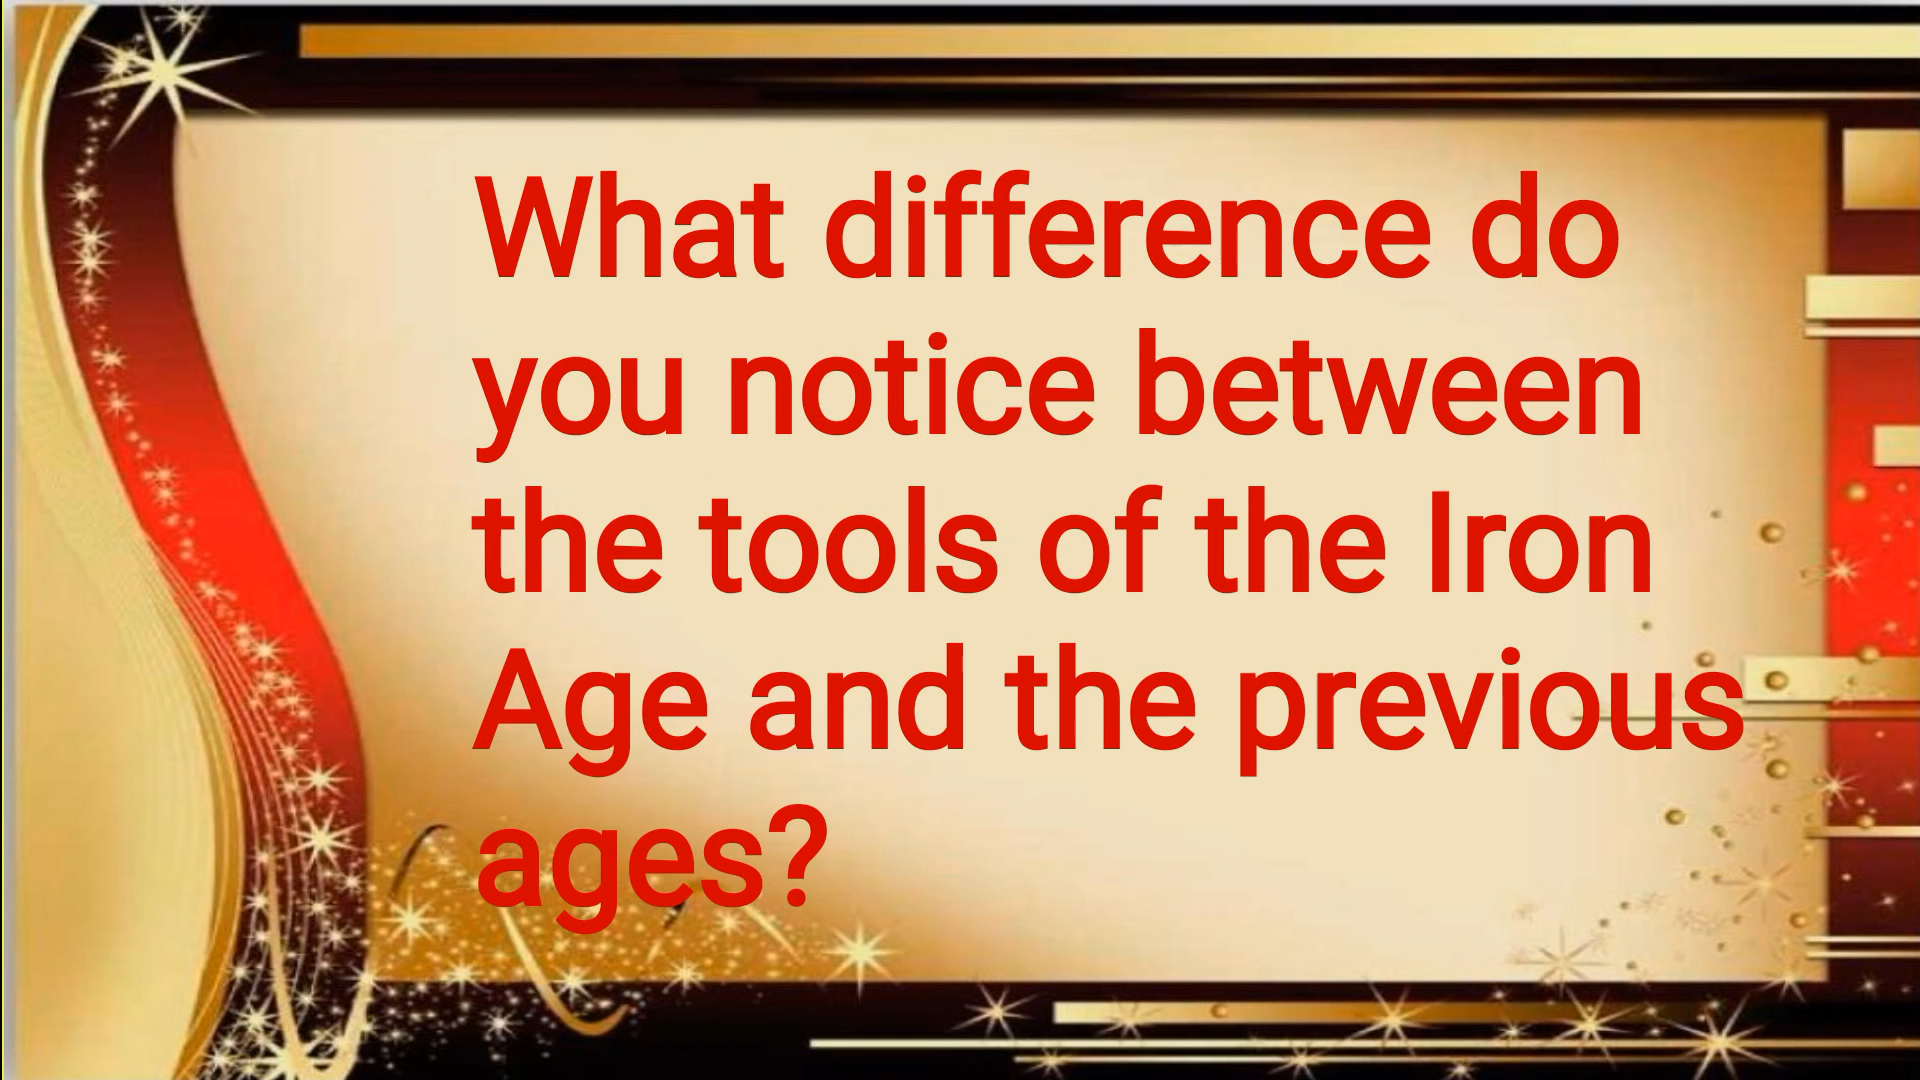 What difference do
you notice between
the tools of the Iron
Age and the previous
ages?